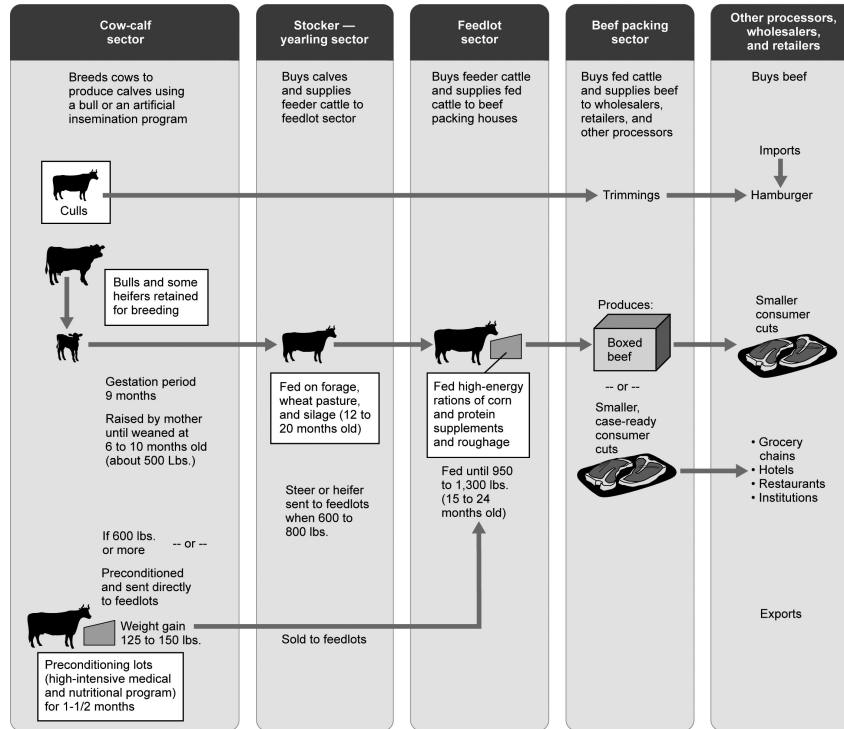 Cow-calf
sector
Breeds cows to
produce calves using
a bull or an artificial
insemination program
Culls
Bulls and some
heifers retained
for breeding
Gestation period
9 months
Raised by mother
until weaned at
6 to 10 months old
(about 500 Lbs.)
If 600 lbs.
or more
-- or --
Preconditioned
and sent directly
to feedlots
Weight gain
125 to 150 lbs.
Preconditioning lots
(high-intensive medical
and nutritional program)
for 1-1/2 months
Stocker —
yearling sector
Buys calves
and supplies
feeder cattle to
feedlot sector
Fed on forage,
wheat pasture,
and silage (12 to
20 months old)
Steer or heifer
sent to feedlots
when 600 to
800 lbs.
Sold to feedlots
Feedlot
sector
Buys feeder cattle
and supplies fed
cattle to beef
packing houses
Fed high-energy
rations of corn
and protein
supplements
and roughage
Fed until 950
to 1,300 lbs.
(15 to 24
months old)
Beef packing
sector
Buys fed cattle
and supplies beef
to wholesalers,
retailers, and
other processors
Trimmings
Produces:
Boxed
beef
-- or --
Smaller,
case-ready
consumer
cuts
Other processors,
wholesalers,
and retailers
Buys beef
Imports
Hamburger
Smaller
consumer
cuts
• Grocery
chains
• Hotels
• Restaurants
• Institutions
Exports